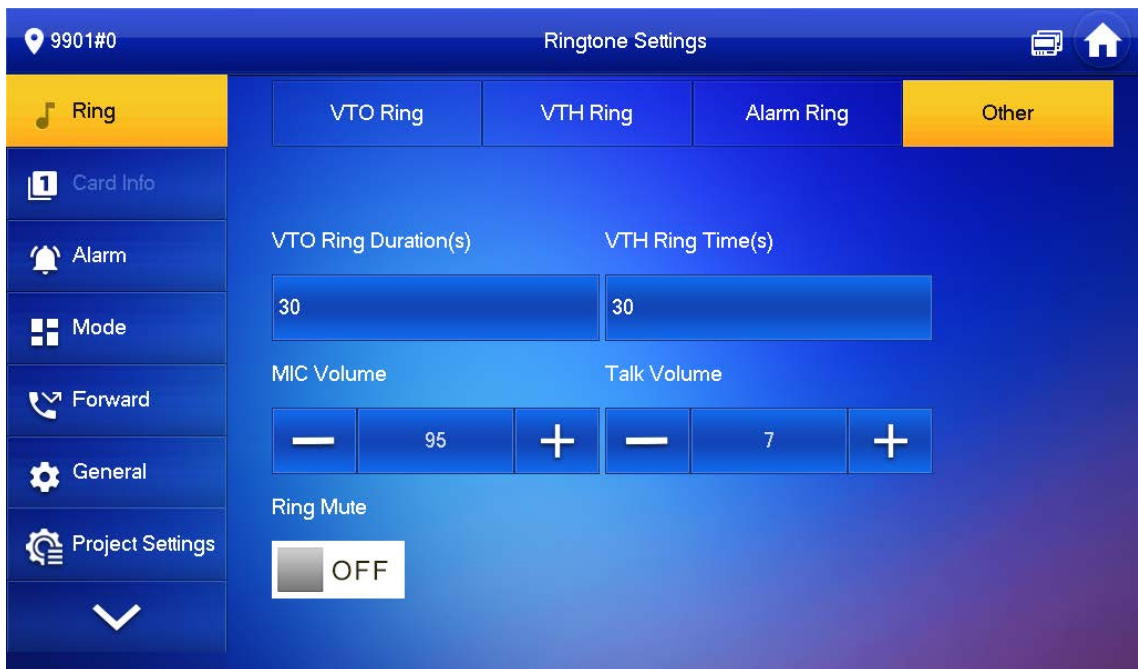 9901#0
Ringtone Settings
Ring
VTO Ring
VTH Ring
Alarm Ring
Other
1
Card Info
Alarm
Mode
Forward
General
Project Settings
VTO Ring Duration(s)
VTH Ring Time(s)
30
30
MIC Volume
Talk Volume
95
7
Ring Mute
OFF